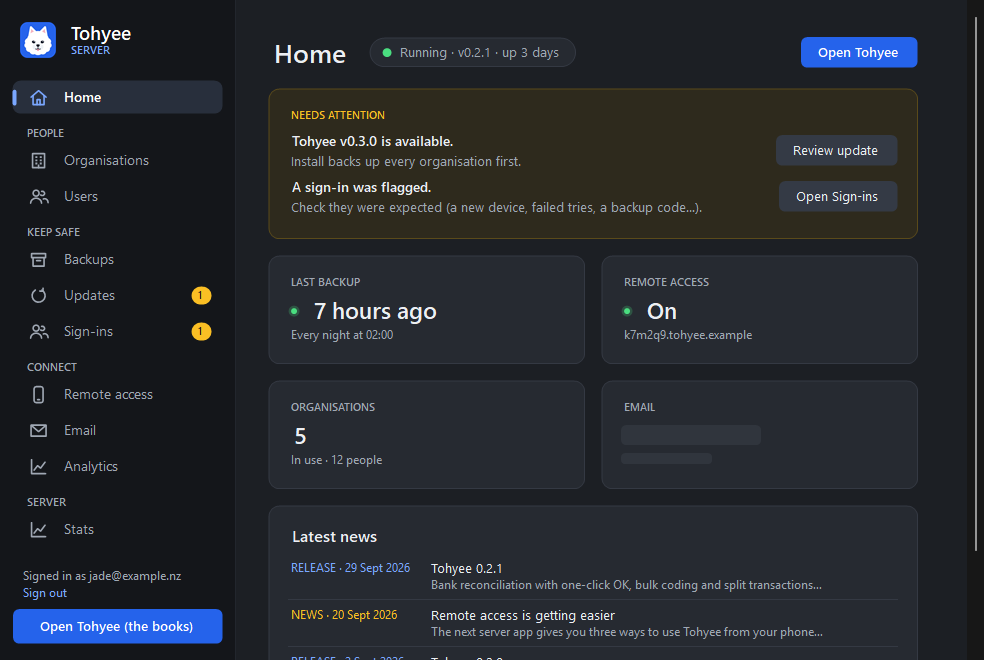 Tohyee
SERVER
Home
PEOPLE
Organisations
Users
KEEP SAFE
Backups
Updates 1
Sign-ins 1
CONNECT
Remote access
Email
Analytics
SERVER
Stats
Signed in as jade@example.nz
Sign out
Open Tohyee (the books)
Home
Running · v0.2.1 · up 3 days
Open Tohyee
NEEDS ATTENTION
Tohyee v0.3.0 is available.
Install backs up every organisation first.
Review update
A sign-in was flagged.
Check they were expected (a new device, failed tries, a backup code...).
Open Sign-ins
LAST BACKUP
7 hours ago
Every night at 02:00
REMOTE ACCESS
On
k7m2q9.tohyee.example
ORGANISATIONS
5
In use · 12 people
EMAIL
Latest news
RELEASE · 29 Sept 2026
Tohyee 0.2.1
Bank reconciliation with one-click OK, bulk coding and split transactions...
NEWS · 20 Sept 2026
Remote access is getting easier
The next server app gives you three ways to use Tohyee from your phone...